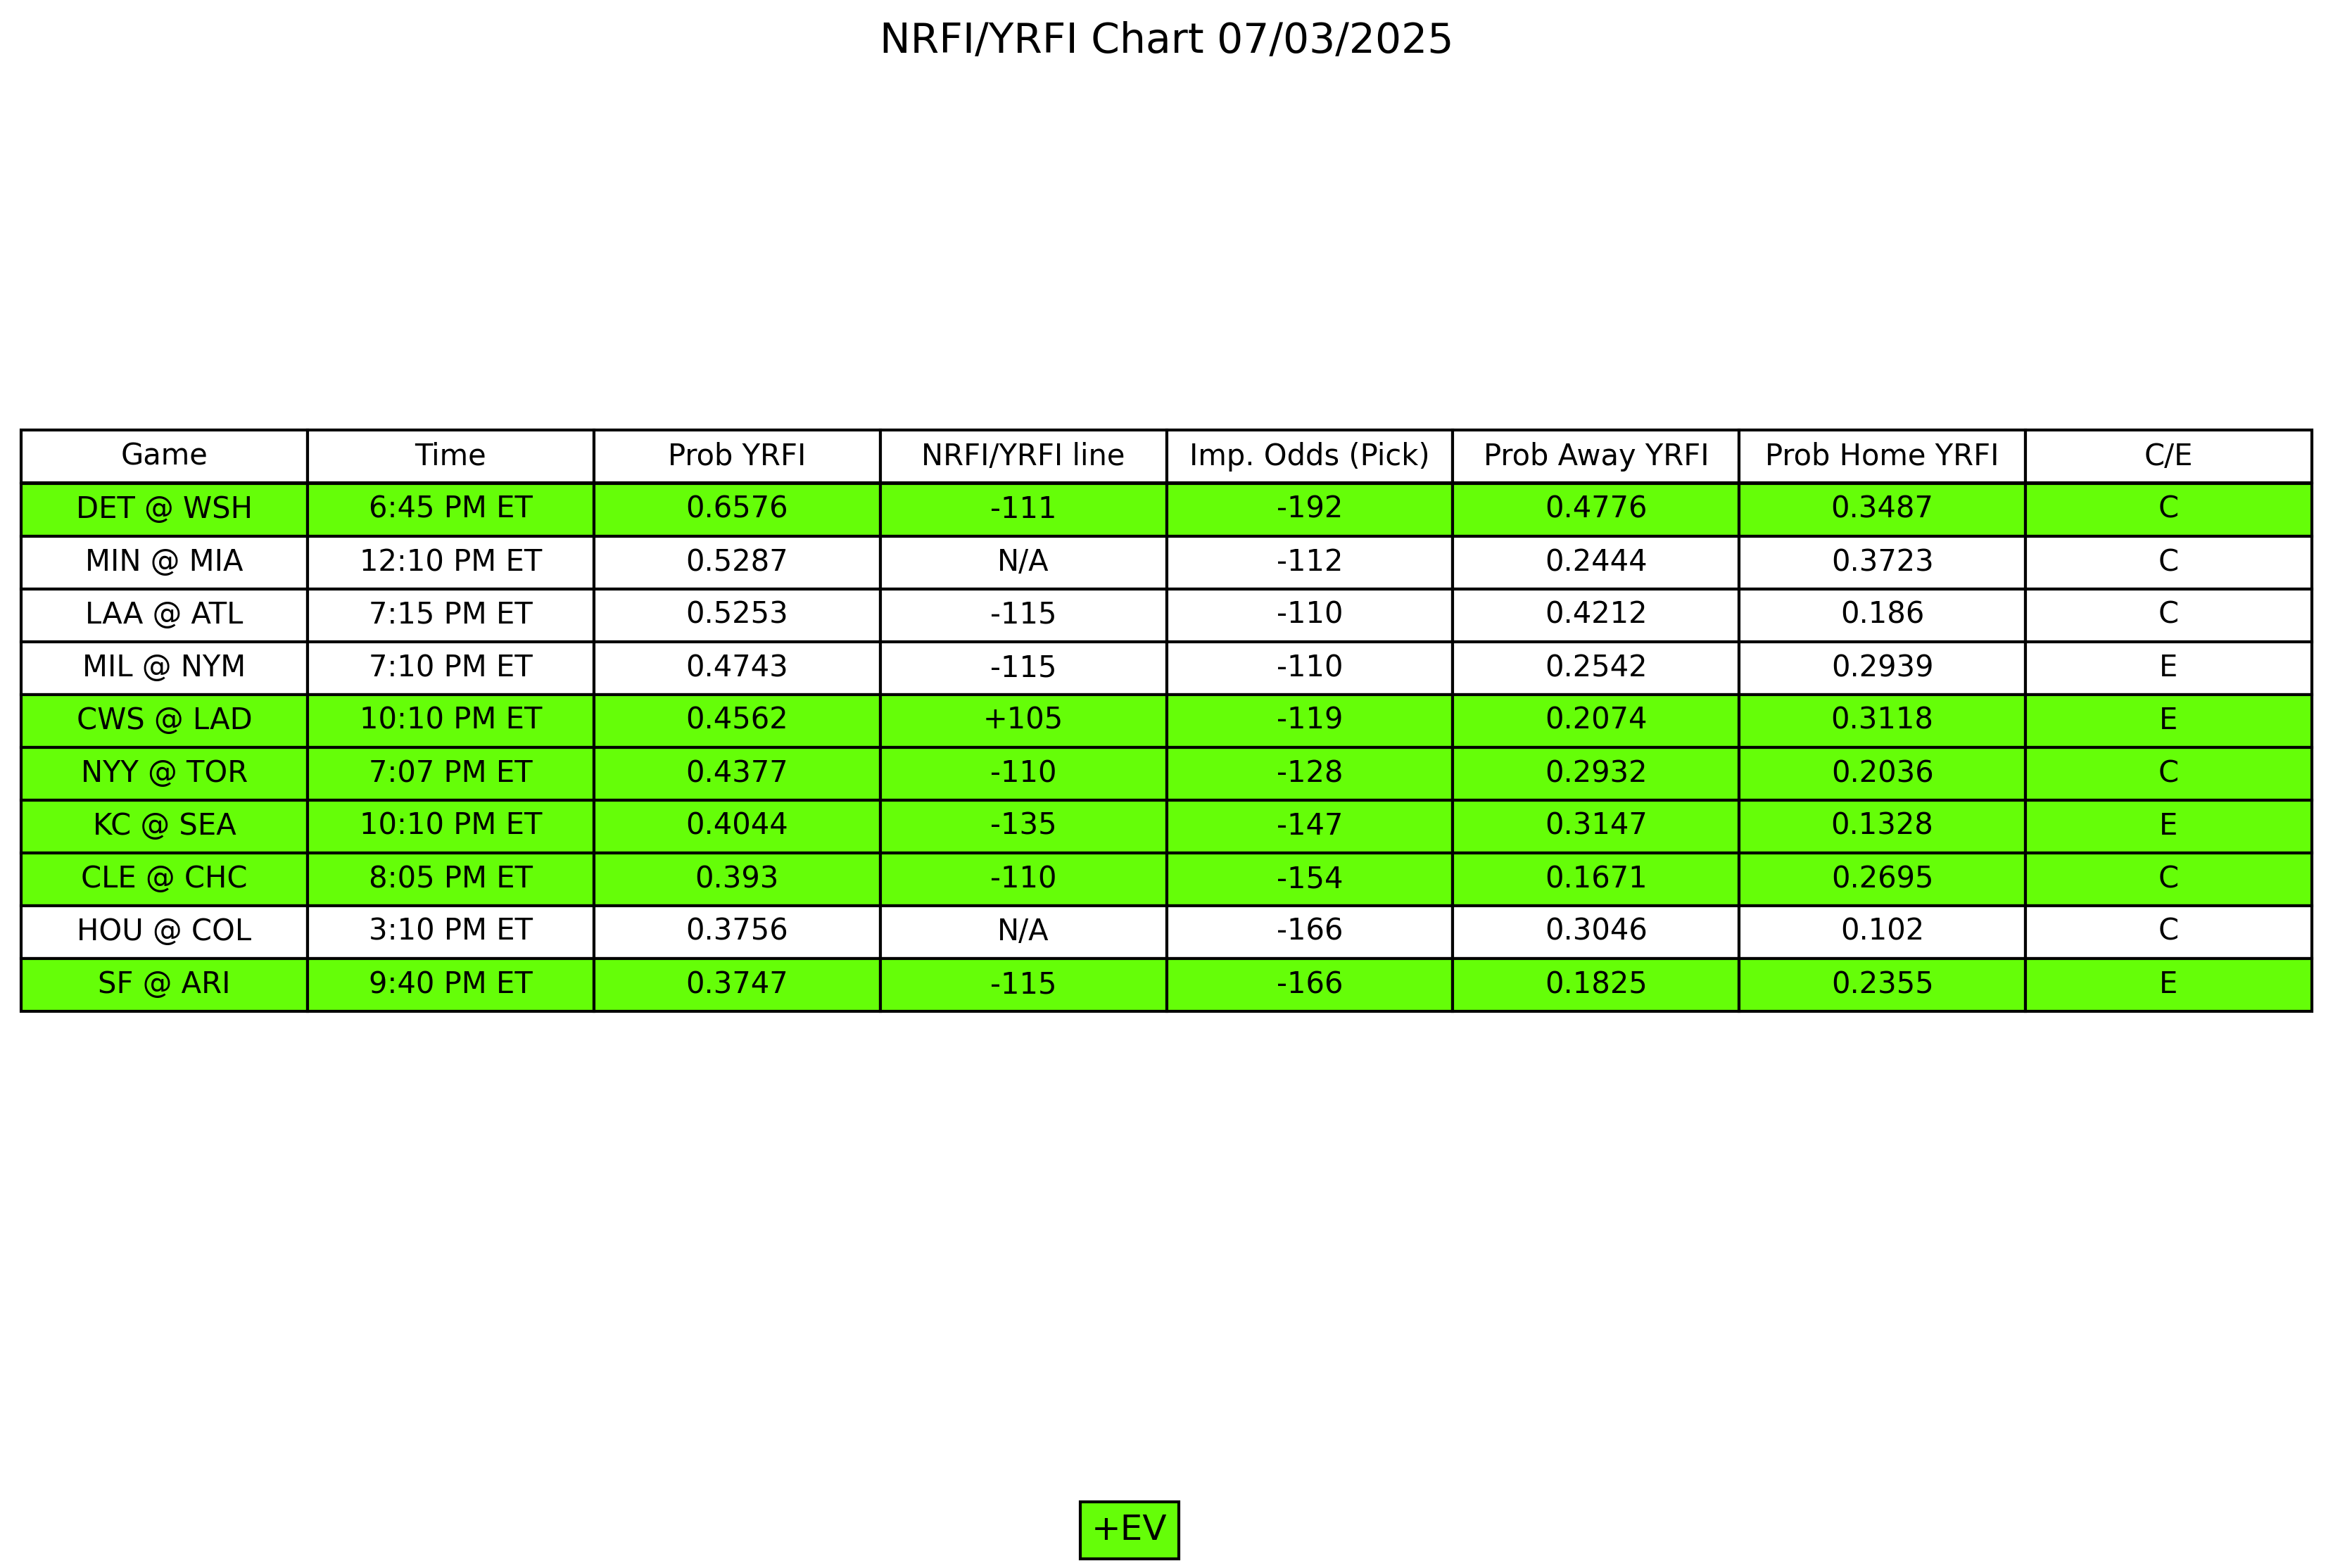 NRFI/YRFI Chart 07/03/2025
Game Time Prob YRFI NRFI/YRFI line Imp. Odds (Pick) Prob Away YRFI Prob Home YRFI C/E
DET @ WSH 6:45 PM ET 0.6576 -111 -192 0.4776 0.3487 C
MIN @ MIA 12:10 PM ET 0.5287 N/A -112 0.2444 0.3723 C
LAA @ ATL 7:15 PM ET 0.5253 -115 -110 0.4212 0.186 C
MIL @ NYM 7:10 PM ET 0.4743 -115 -110 0.2542 0.2939 E
CWS @ LAD 10:10 PM ET 0.4562 +105 -119 0.2074 0.3118 E
NYY @ TOR 7:07 PM ET 0.4377 -110 -128 0.2932 0.2036 C
KC @ SEA 10:10 PM ET 0.4044 -135 -147 0.3147 0.1328 E
CLE @ CHC 8:05 PM ET 0.393 -110 -154 0.1671 0.2695 C
HOU @ COL 3:10 PM ET 0.3756 N/A -166 0.3046 0.102 C
SF @ ARI 9:40 PM ET 0.3747 -115 -166 0.1825 0.2355 E
+EV